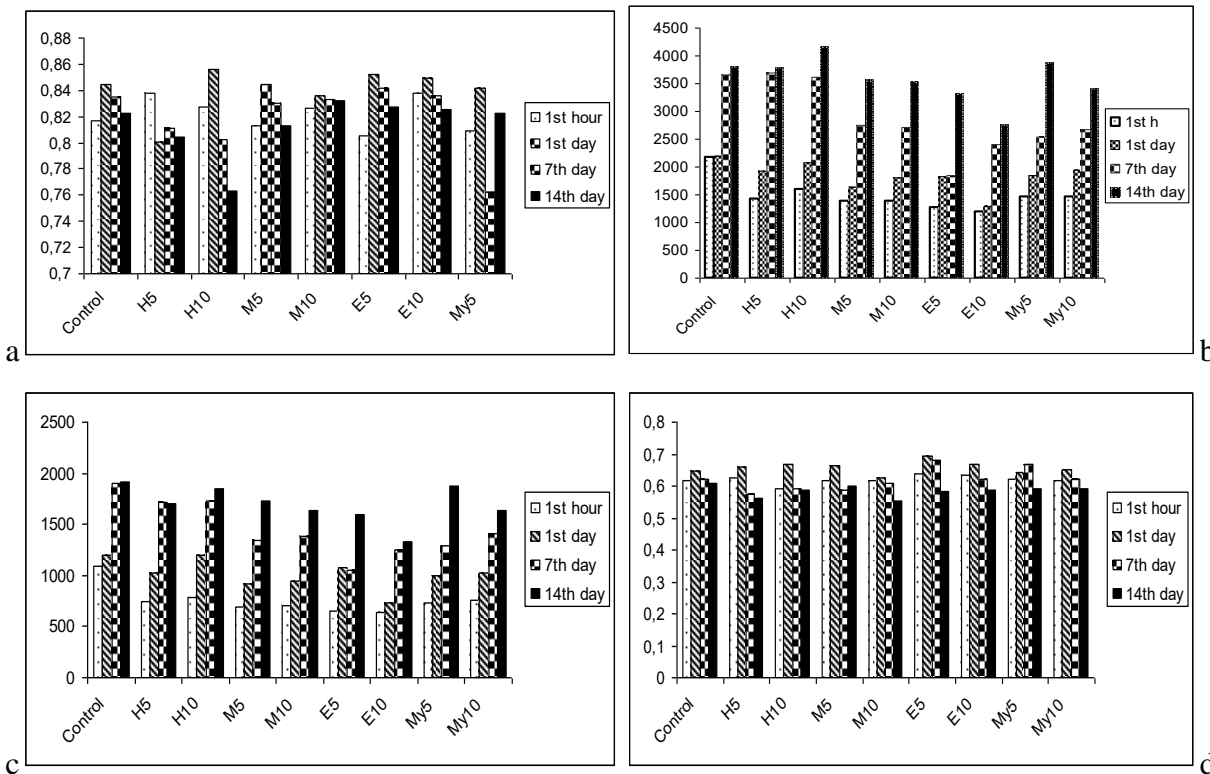 0,88
0,86
0,84
0,82
0,8
0,78
0,76
0,74
0,72
0,7
Control
H5
H10
M5
M10
E5
E10
My5
1st hour
1st day
7th day
14th day
a
4500
4000
3500
3000
2500
2000
1500
1000
500
0
Control
H5
H10
M5
M10
E5
E10
My5
My10
1st h
1st day
7th day
14th day
b
2500
2000
1500
1000
500
0
Control
H5
H10
M5
M10
E5
E10
My5
My10
1st hour
1st day
7th day
14th day
c
0,8
0,7
0,6
0,5
0,4
0,3
0,2
0,1
0
Control
H5
H10
M5
M10
E5
E10
My5
My10
1st hour
1st day
7th day
14th day
d